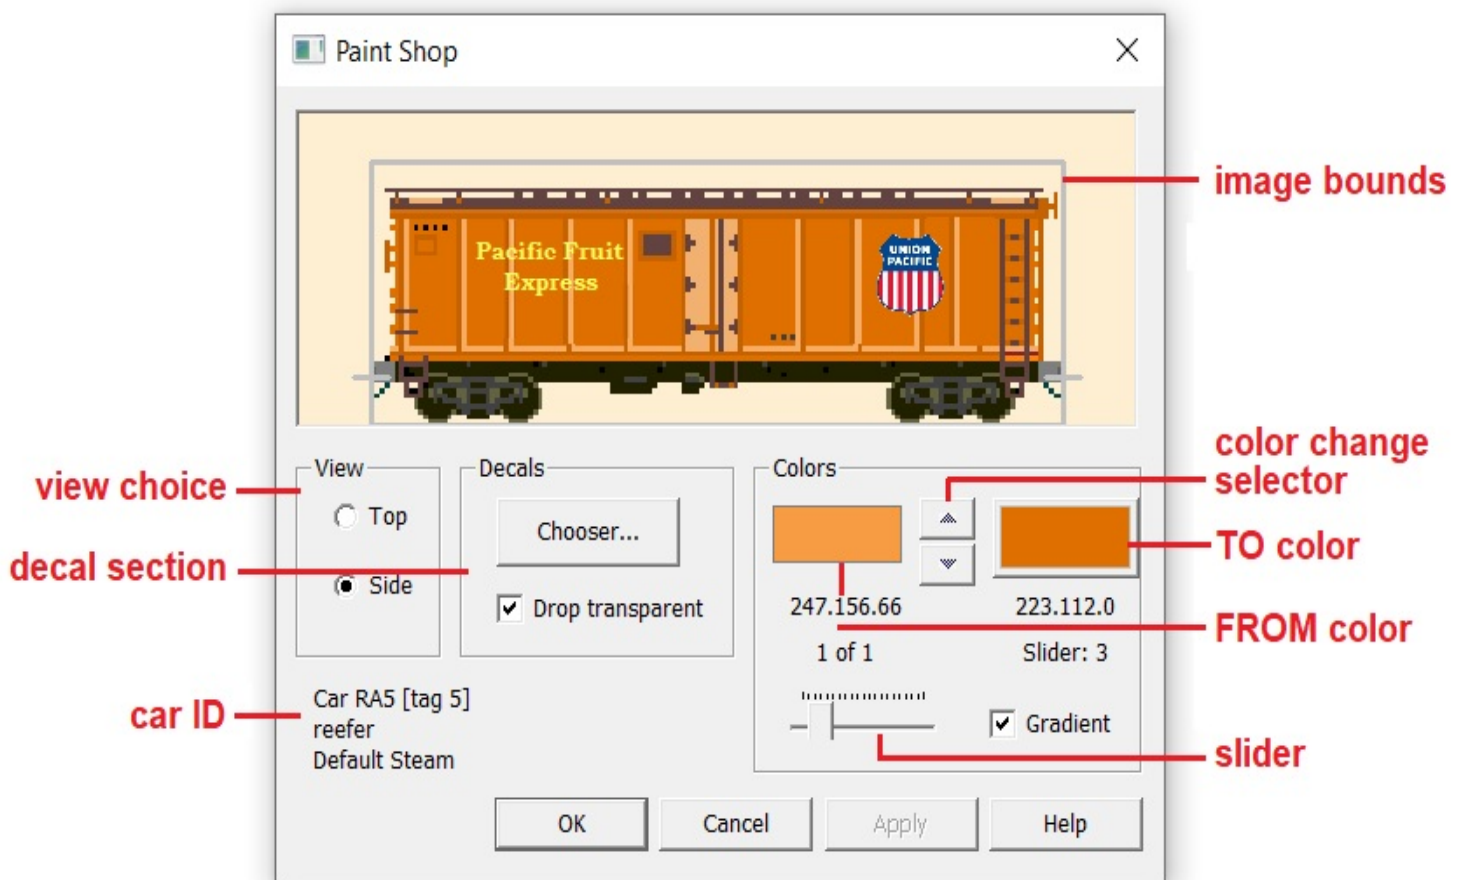 Paint Shop
image bounds
Pacific Fruit
Express
UNION
PACIFIC
color change
selector
view choice
View
Top
Side
Decals
Chooser...
Drop transparent
decal section
Colors
TO color
247.156.66
223.112.0
FROM color
1 of 1
Slider: 3
car ID
Car RA5 [tag 5]
reefer
Default Steam
Gradient
slider
OK
Cancel
Apply
Help